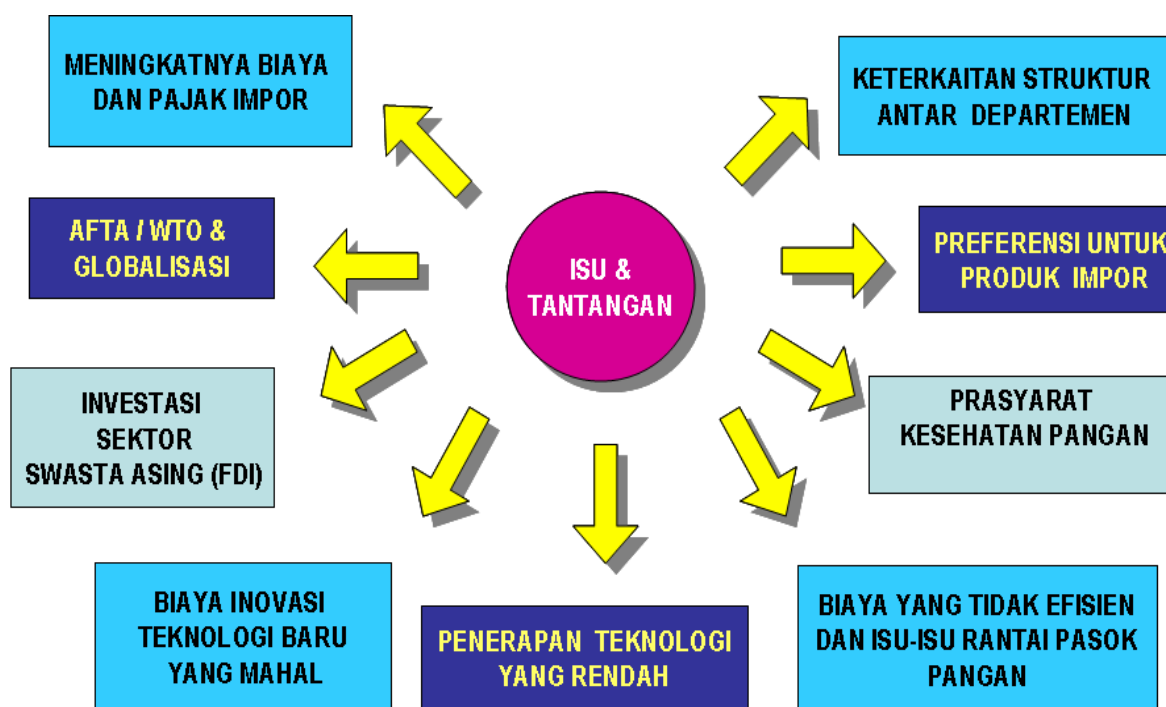 MENINGKATNYA BIAYA
DAN PAJAK IMPOR
KETERKAITAN STRUKTUR
ANTAR DEPARTEMEN
AFTA / WTO &
GLOBALISASI
ISU &
TANTANGAN
PREFERENSI UNTUK
PRODUK IMPOR
INVESTASI
SEKTOR
SWASTA ASING (FDI)
PRASYARAT
KESEHATAN PANGAN
BIAYA INOVASI
TEKNOLOGI BARU
YANG MAHAL
PENERAPAN TEKNOLOGI
YANG RENDAH
BIAYA YANG TIDAK EFISIEN
DAN ISU-ISU RANTAI PASOK
PANGAN